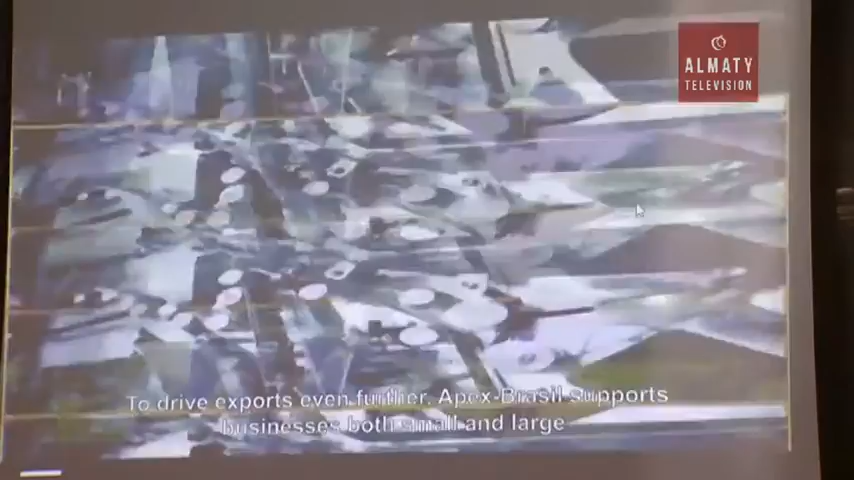 ALMATY
TELEVISION
To drive exports even further, Apex-Brasil supports
businesses both small and large